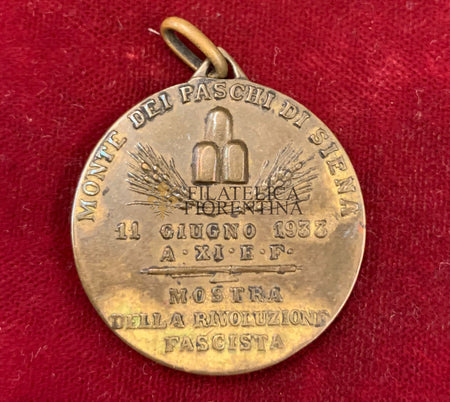 MONTE DEI PASCHI DI SIENA
FILATELICA
FIORENTINA
11 GIUGNO 1933
A·XI·E·F·
MOSTRA
DELLA RIVOLUZIONE
FASCISTA